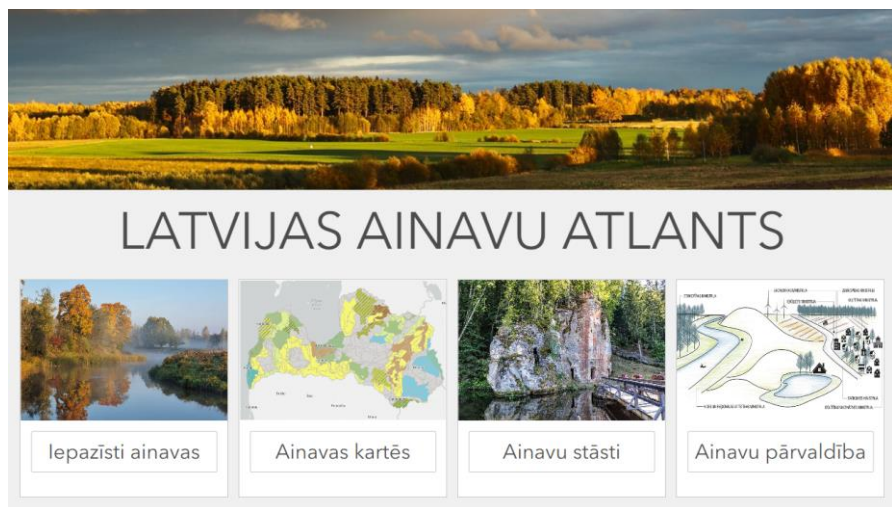 LATVIJAS AINAVU ATLANTS
Iepazīsti ainavas
Ainavas kartēs
Ainavu stāsti
Ainavu pārvaldība